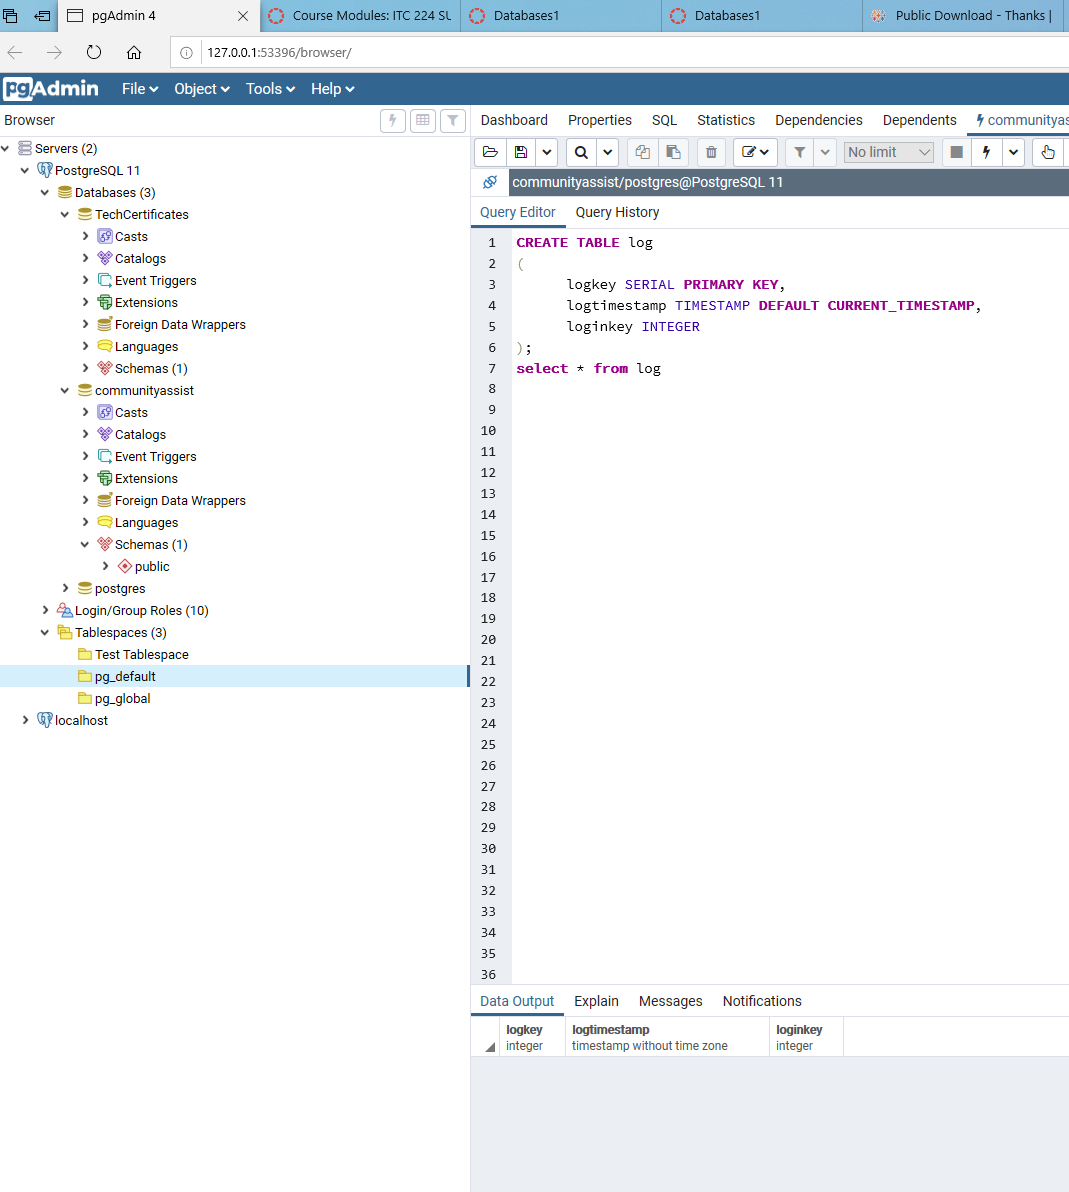 pgAdmin 4
Course Modules: ITC 224 SU
Databases1
Databases1
Public Download - Thanks |
127.0.0.1:53396/browser/
pgAdmin
File
Object
Tools
Help
Browser
Servers (2)
PostgreSQL 11
Databases (3)
TechCertificates
Casts
Catalogs
Event Triggers
Extensions
Foreign Data Wrappers
Languages
Schemas (1)
communityassist
Casts
Catalogs
Event Triggers
Extensions
Foreign Data Wrappers
Languages
Schemas (1)
public
postgres
Login/Group Roles (10)
Tablespaces (3)
Test Tablespace
pg_default
pg_global
localhost
Dashboard Properties SQL Statistics Dependencies Dependents communityas
No limit
communityassist/postgres@PostgreSQL 11
Query Editor Query History
1 CREATE TABLE log
2 (
3 logkey SERIAL PRIMARY KEY,
4 logtimestamp TIMESTAMP DEFAULT CURRENT_TIMESTAMP,
5 loginkey INTEGER
6 );
7 select * from log
8
9
10
11
12
13
14
15
16
17
18
19
20
21
22
23
24
25
26
27
28
29
30
31
32
33
34
35
36
Data Output Explain Messages Notifications
logkey logtimestamp loginkey
integer timestamp without time zone integer